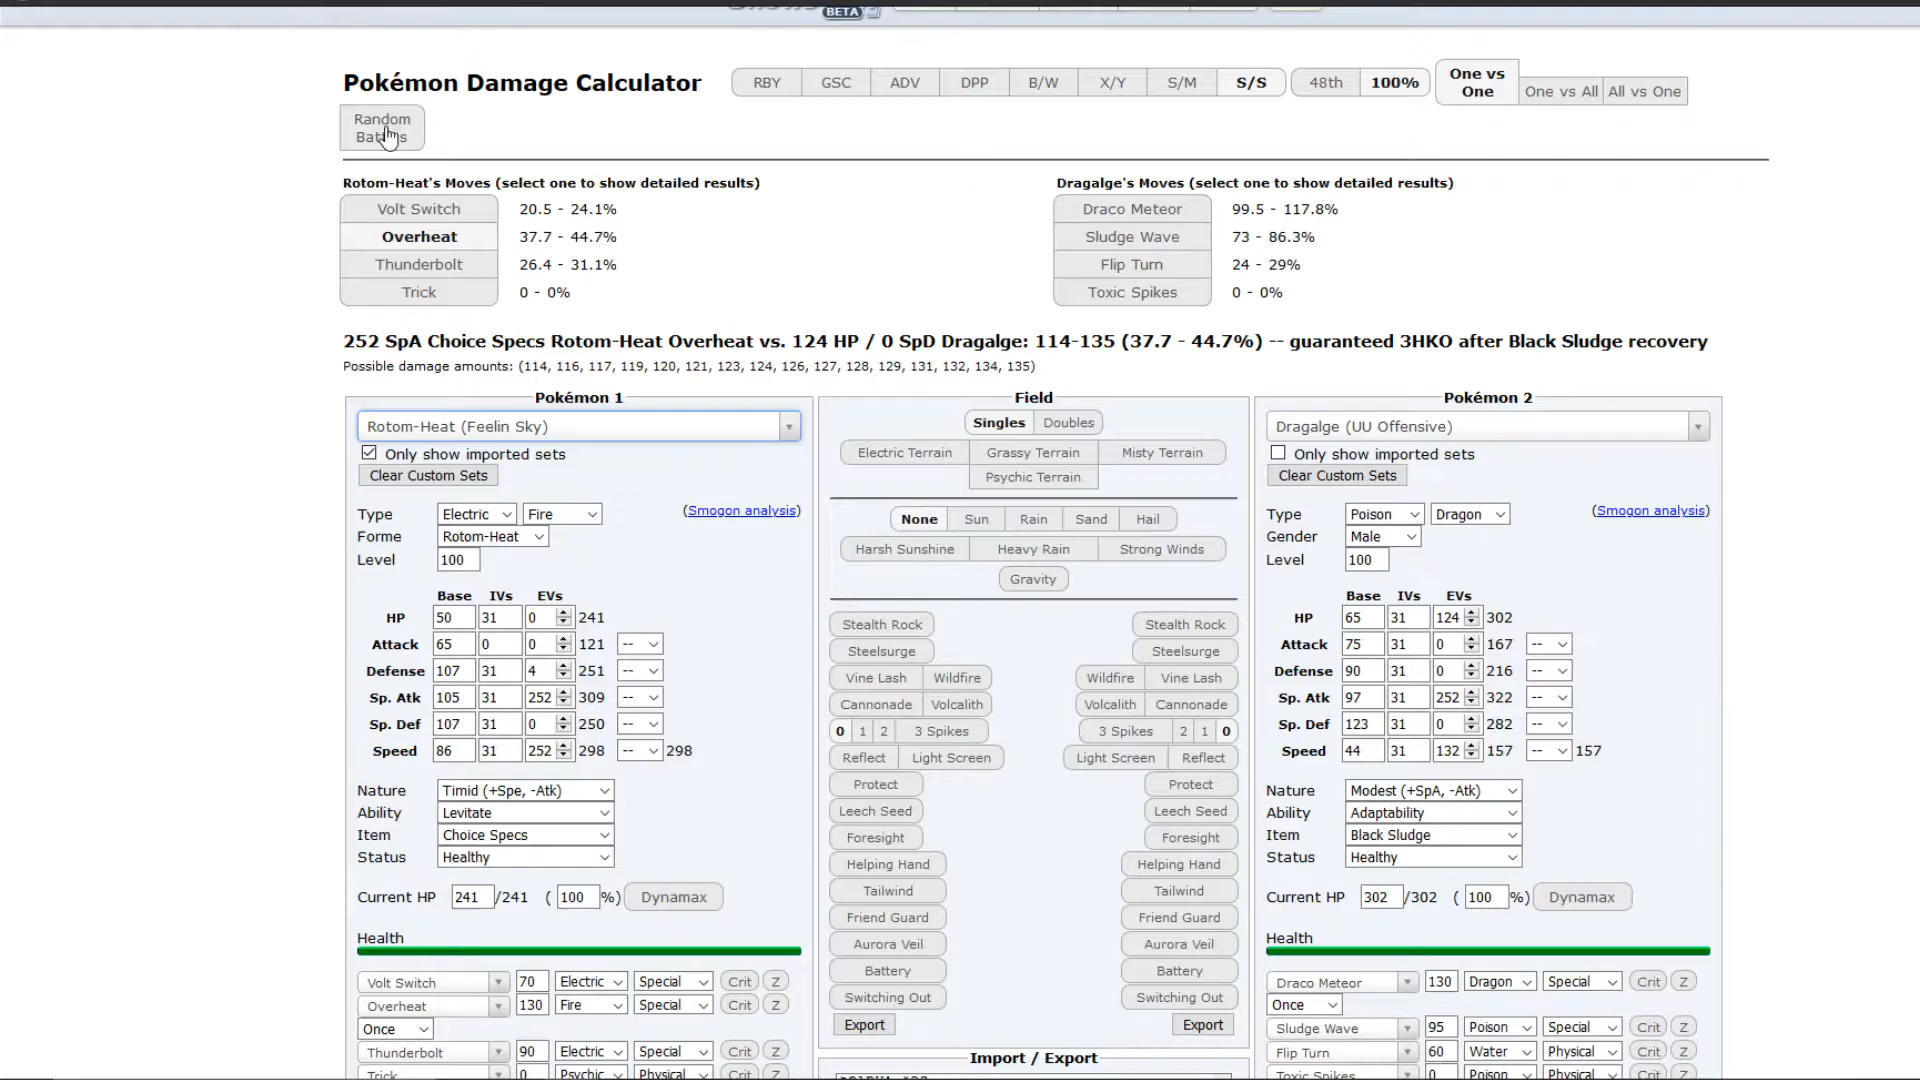 BETA
Pokémon Damage Calculator RBY GSC ADV DPP B/W X/Y S/M S/S 48th 100% One vs One One vs All All vs One
Random
Rotom-Heat's Moves (select one to show detailed results)
Volt Switch 20.5 - 24.1%
Overheat 37.7 - 44.7%
Thunderbolt 26.4 - 31.1%
Trick 0 - 0%
Dragalge's Moves (select one to show detailed results)
Draco Meteor 99.5 - 117.8%
Sludge Wave 73 - 86.3%
Flip Turn 24 - 29%
Toxic Spikes 0 - 0%
252 SpA Choice Specs Rotom-Heat Overheat vs. 124 HP / 0 SpD Dragalge: 114-135 (37.7 - 44.7%) -- guaranteed 3HKO after Black Sludge recovery
Possible damage amounts: (114, 116, 117, 119, 120, 121, 123, 124, 126, 127, 128, 129, 131, 132, 134, 135)
Pokémon 1
Rotom-Heat (Feelin Sky)
Only show imported sets
Clear Custom Sets
Type Electric Fire (Smogon analysis)
Forme Rotom-Heat
Level 100
Base IVs EVs
HP 50 31 0 241
Attack 65 0 0 121 --
Defense 107 31 4 251 --
Sp. Atk 105 31 252 309 --
Sp. Def 107 31 0 250 --
Speed 86 31 252 298 -- 298
Nature Timid (+Spe, -Atk)
Ability Levitate
Item Choice Specs
Status Healthy
Current HP 241 /241 ( 100 %) Dynamax
Health
Volt Switch 70 Electric Special Crit Z
Overheat 130 Fire Special Crit Z
Once
Thunderbolt 90 Electric Special Crit Z
Trick 0 Psychic Physical Crit Z
Field
Singles Doubles
Electric Terrain Grassy Terrain Misty Terrain
Psychic Terrain
None Sun Rain Sand Hail
Harsh Sunshine Heavy Rain Strong Winds
Gravity
Stealth Rock Stealth Rock
Steelsurge Steelsurge
Vine Lash Wildfire Wildfire Vine Lash
Cannonade Volcalith Volcalith Cannonade
0 1 2 3 Spikes 3 Spikes 2 1 0
Reflect Light Screen Light Screen Reflect
Protect Protect
Leech Seed Leech Seed
Foresight Foresight
Helping Hand Helping Hand
Tailwind Tailwind
Friend Guard Friend Guard
Aurora Veil Aurora Veil
Battery Battery
Switching Out Switching Out
Export Export
Import / Export
Pokémon 2
Dragalge (UU Offensive)
Only show imported sets
Clear Custom Sets
Type Poison Dragon (Smogon analysis)
Gender Male
Level 100
Base IVs EVs
HP 65 31 124 302
Attack 75 31 0 167 --
Defense 90 31 0 216 --
Sp. Atk 97 31 252 322 --
Sp. Def 123 31 0 282 --
Speed 44 31 132 157 -- 157
Nature Modest (+SpA, -Atk)
Ability Adaptability
Item Black Sludge
Status Healthy
Current HP 302 /302 ( 100 %) Dynamax
Health
Draco Meteor 130 Dragon Special Crit Z
Once
Sludge Wave 95 Poison Special Crit Z
Flip Turn 60 Water Physical Crit Z
Toxic Spikes 0 Poison Physical Crit Z